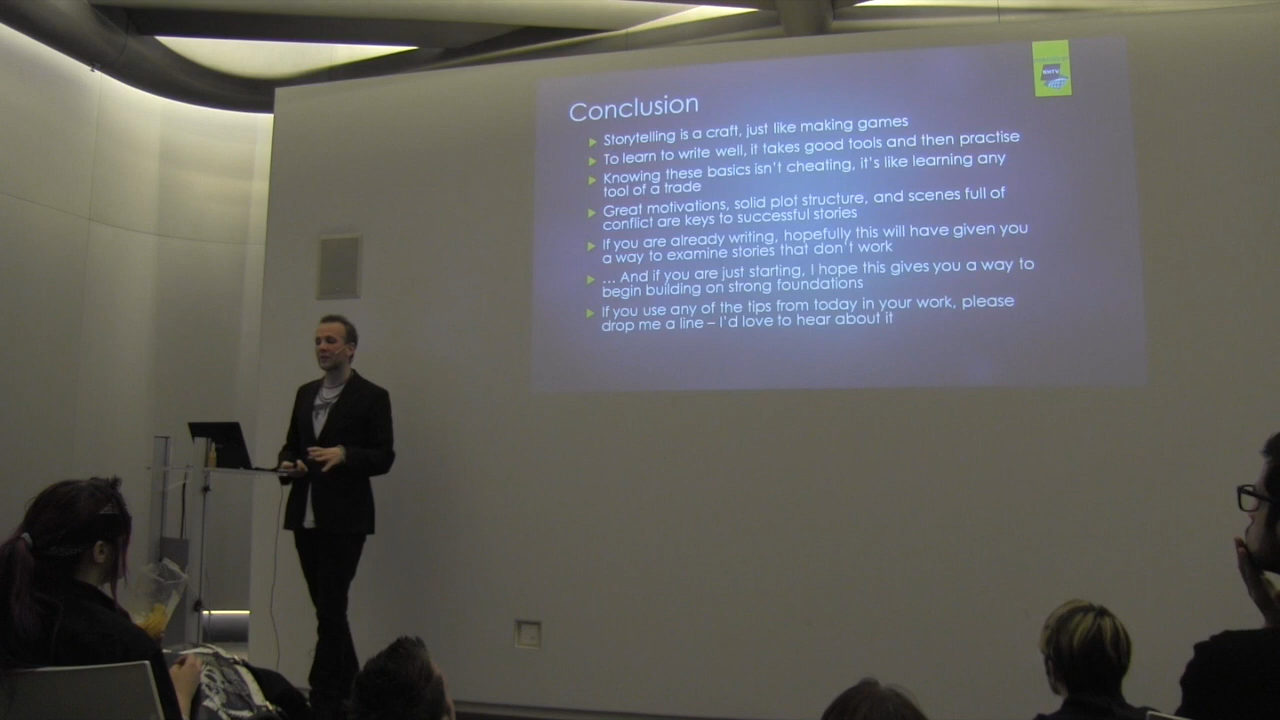 Conclusion
Storytelling is a craft, just like making games
To learn to write well, it takes good tools and then practise
Knowing these basics isn't cheating, it's like learning any
tool of a trade
Great motivations, solid plot structure, and scenes full of
conflict are keys to successful stories
If you are already writing, hopefully this will have given you
a way to examine stories that don't work
... And if you are just starting, I hope this gives you a way to
begin building on strong foundations
If you use any of the tips from today in your work, please
drop me a line – I'd love to hear about it
NHTV